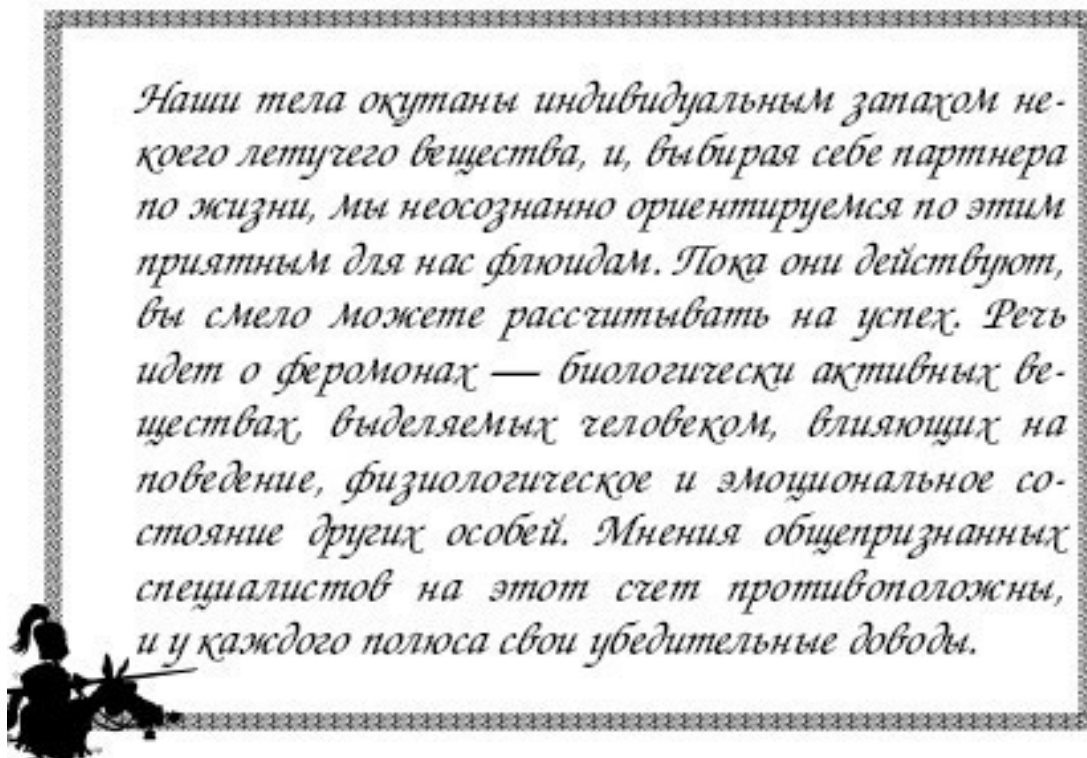 Наши тела окутаны индивидуальным запахом не-
коего летучего вещества, и, выбирая себе партнера
по жизни, мы неосознанно ориентируемся по этим
приятным для нас флюидам. Пока они действуют,
вы смело можете рассчитывать на успех. Речь
идет о феромонах — биологически активных ве-
ществах, выделяемых человеком, влияющих на
поведение, физиологическое и эмоциональное со-
стояние других особей. Мнения общепризнанных
специалистов на этот счет противоположны,
и у каждого полюса свои убедительные доводы.